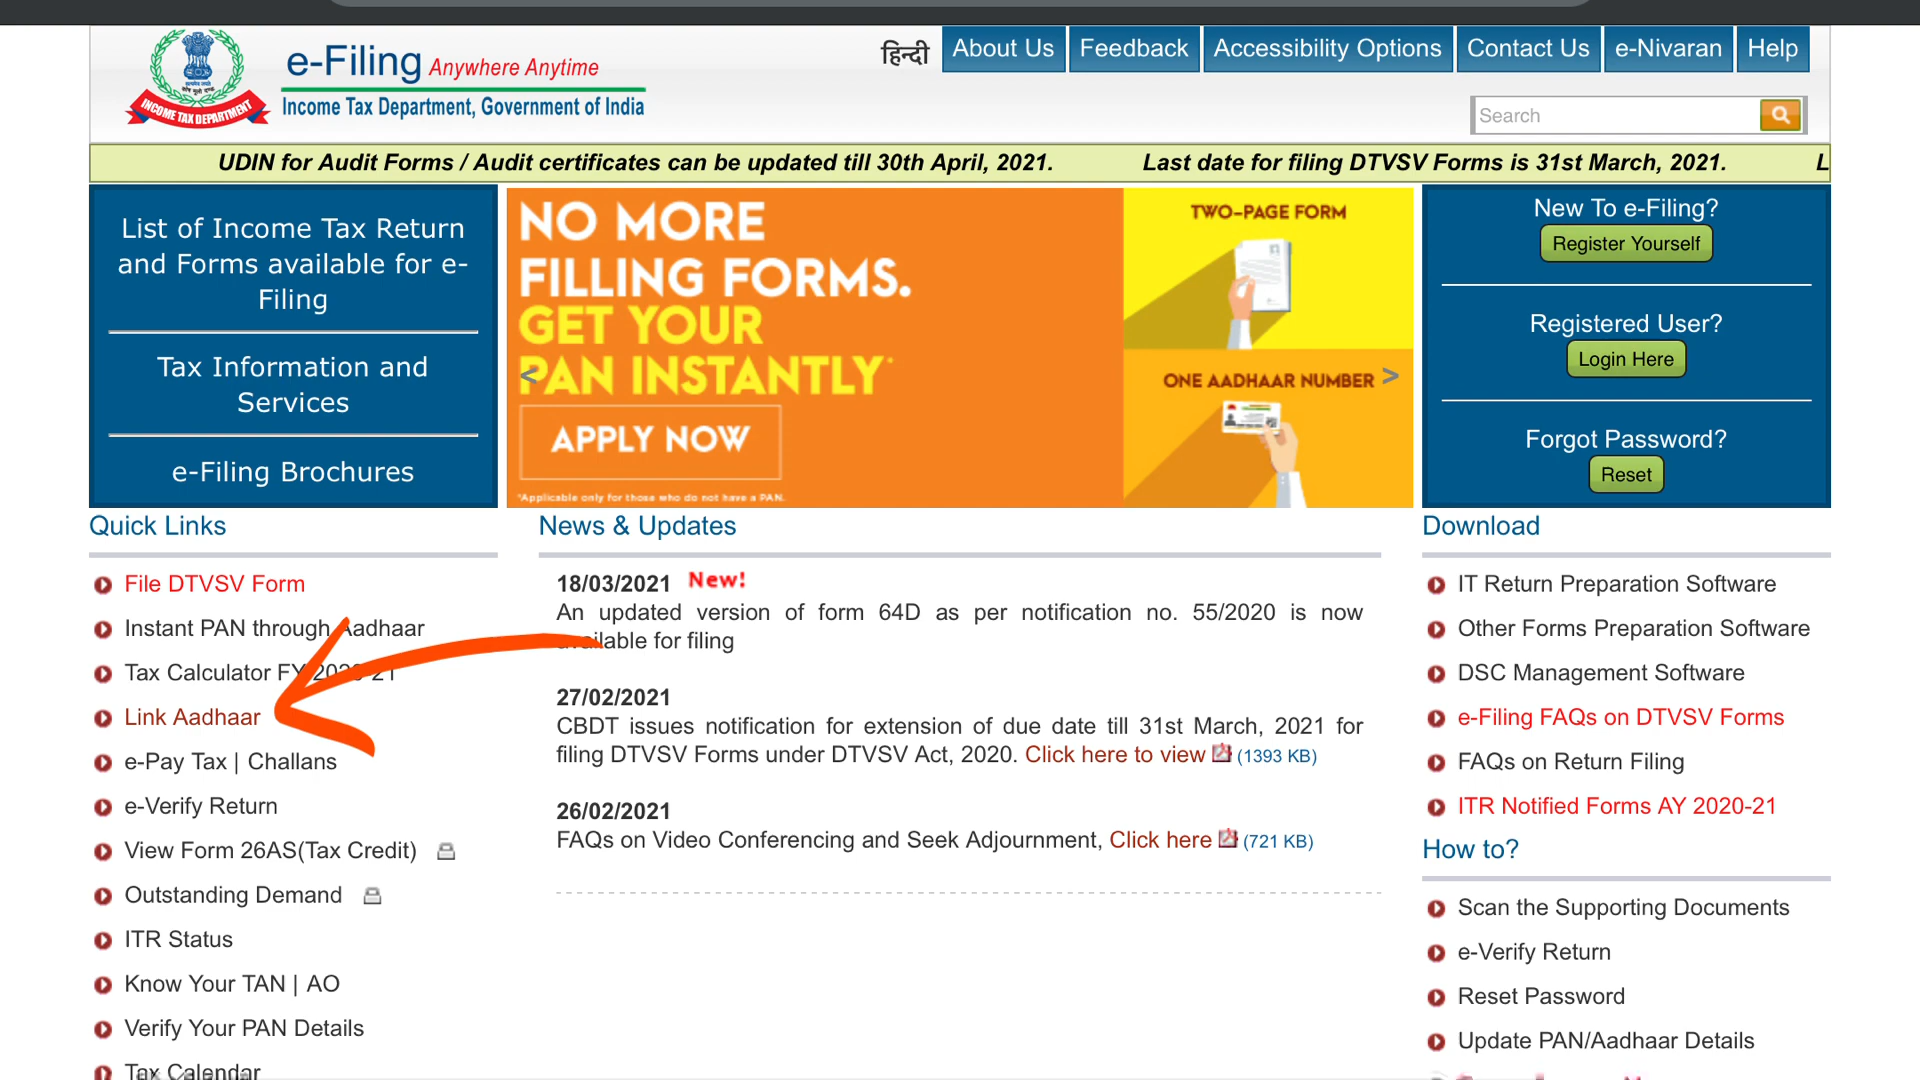 हिन्दी
About Us
Feedback
Accessibility Options
Contact Us
e-Nivaran
Help
INCOME TAX DEPARTMENT
e-Filing Anywhere Anytime
Income Tax Department, Government of India
Search
UDIN for Audit Forms / Audit certificates can be updated till 30th April, 2021.
Last date for filing DTVSV Forms is 31st March, 2021.
L
List of Income Tax Return
and Forms available for e-
Filing
Tax Information and
Services
e-Filing Brochures
NO MORE
FILLING FORMS.
GET YOUR
PAN INSTANTLY*
APPLY NOW
*Applicable only for those who do not have a PAN.
TWO-PAGE FORM
ONE AADHAAR NUMBER
<
>
New To e-Filing?
Register Yourself
Registered User?
Login Here
Forgot Password?
Reset
Quick Links
File DTVSV Form
Instant PAN through Aadhaar
Tax Calculator FY 2020-21
Link Aadhaar
e-Pay Tax | Challans
e-Verify Return
View Form 26AS(Tax Credit)
Outstanding Demand
ITR Status
Know Your TAN | AO
Verify Your PAN Details
Tax Calendar
News & Updates
18/03/2021 New!
An updated version of form 64D as per notification no. 55/2020 is now
available for filing
27/02/2021
CBDT issues notification for extension of due date till 31st March, 2021 for
filing DTVSV Forms under DTVSV Act, 2020. Click here to view (1393 KB)
26/02/2021
FAQs on Video Conferencing and Seek Adjournment, Click here (721 KB)
Download
IT Return Preparation Software
Other Forms Preparation Software
DSC Management Software
e-Filing FAQs on DTVSV Forms
FAQs on Return Filing
ITR Notified Forms AY 2020-21
How to?
Scan the Supporting Documents
e-Verify Return
Reset Password
Update PAN/Aadhaar Details